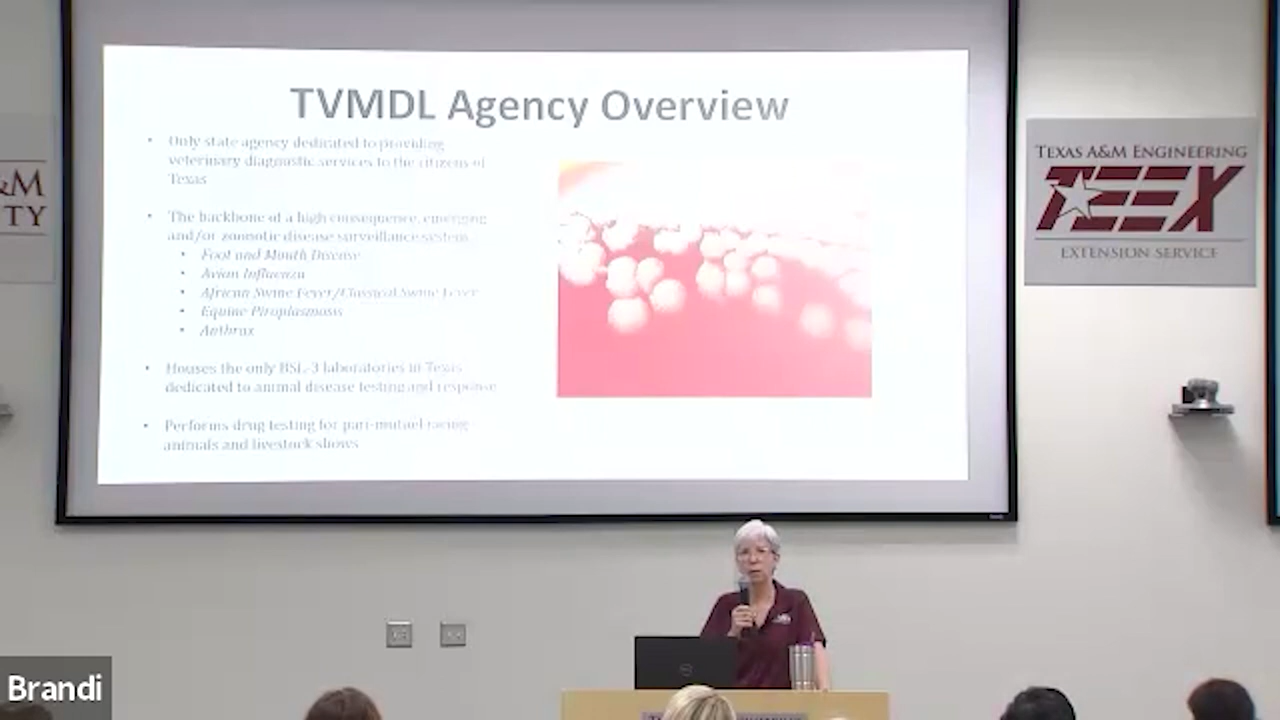 TVMDL Agency Overview
• Only state agency dedicated to providing
veterinary diagnostic services to the citizens of
Texas
• The backbone of a high consequence, emerging
and/or zoonotic disease surveillance system
• Foot and Mouth Disease
• Avian Influenza
• African Swine Fever/Classical Swine Fever
• Equine Piroplasmosis
• Anthrax
• Houses the only BSL-3 laboratories in Texas
dedicated to animal disease testing and response
• Performs drug testing for pari-mutuel racing
animals and livestock shows
&M
TY
TEXAS A&M ENGINEERING
TEEX
EXTENSION SERVICE
Brandi